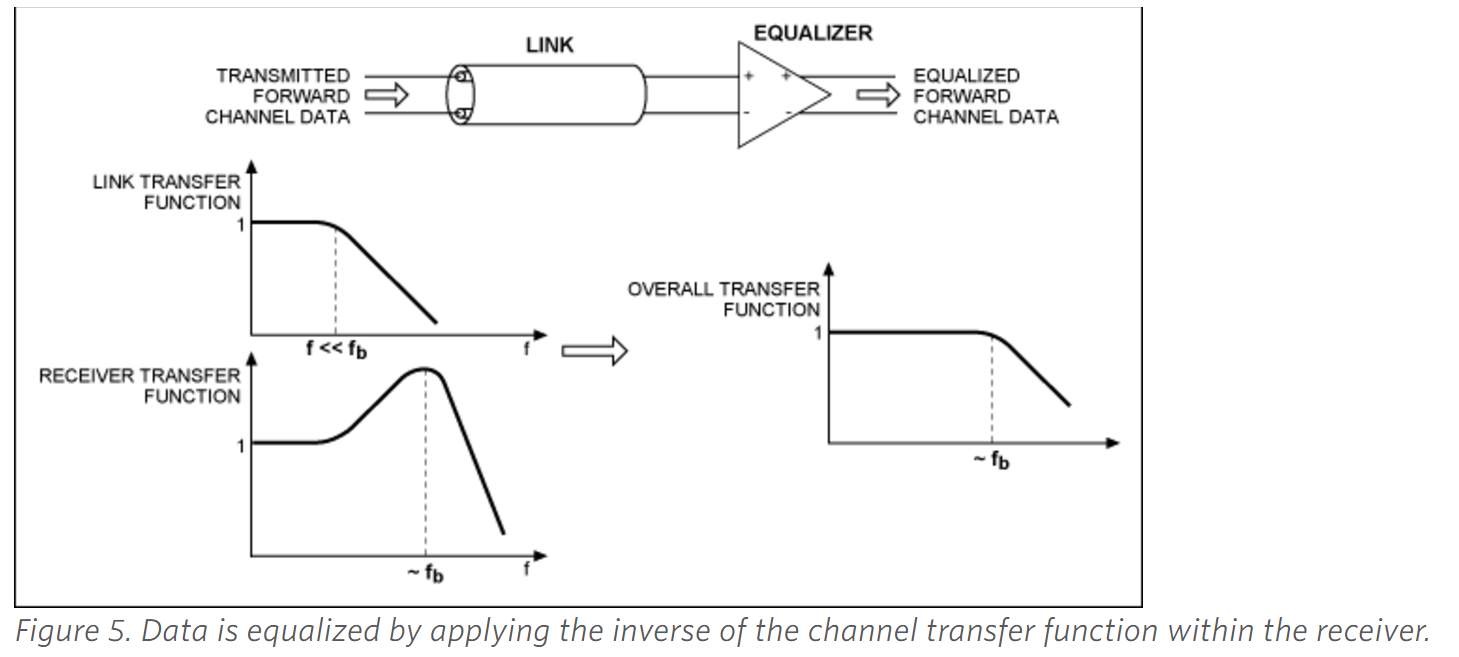 LINK
EQUALIZER
TRANSMITTED
FORWARD
CHANNEL DATA
+
-
+
-
EQUALIZED
FORWARD
CHANNEL DATA
LINK TRANSFER
FUNCTION
1
f << fb
f
RECEIVER TRANSFER
FUNCTION
1
~ fb
f
OVERALL TRANSFER
FUNCTION
1
~ fb
Figure 5. Data is equalized by applying the inverse of the channel transfer function within the receiver.